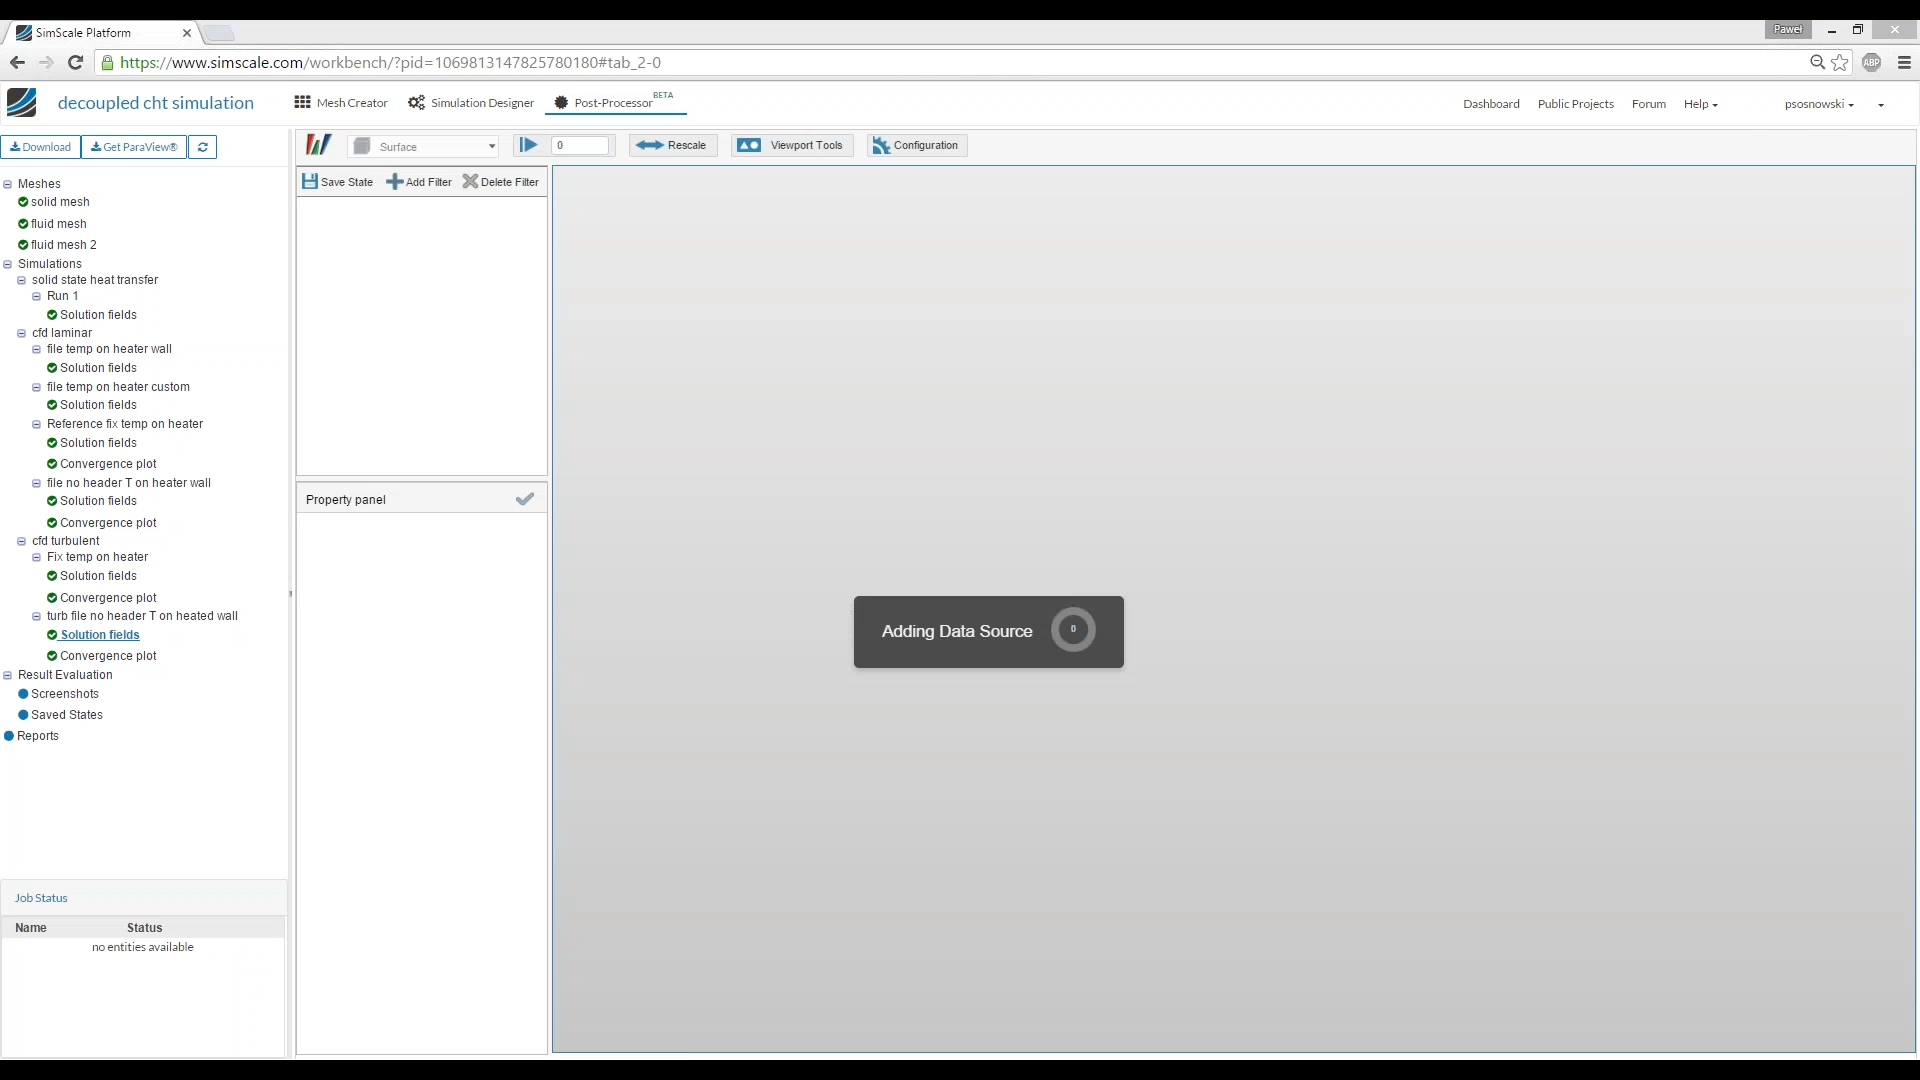 SimScale Platform
Paweł
https://www.simscale.com/workbench/?pid=1069813147825780180#tab_2-0
ABP
decoupled cht simulation
Mesh Creator
Simulation Designer
Post-Processor
BETA
Dashboard
Public Projects
Forum
Help
psosnowski
Download
Get ParaView®
Surface
0
Rescale
Viewport Tools
Configuration
Save State
Add Filter
Delete Filter
Meshes
solid mesh
fluid mesh
fluid mesh 2
Simulations
solid state heat transfer
Run 1
Solution fields
cfd laminar
file temp on heater wall
Solution fields
file temp on heater custom
Solution fields
Reference fix temp on heater
Solution fields
Convergence plot
file no header T on heater wall
Solution fields
Convergence plot
cfd turbulent
Fix temp on heater
Solution fields
Convergence plot
turb file no header T on heated wall
Solution fields
Convergence plot
Result Evaluation
Screenshots
Saved States
Reports
Property panel
Adding Data Source
0
Job Status
Name Status
no entities available